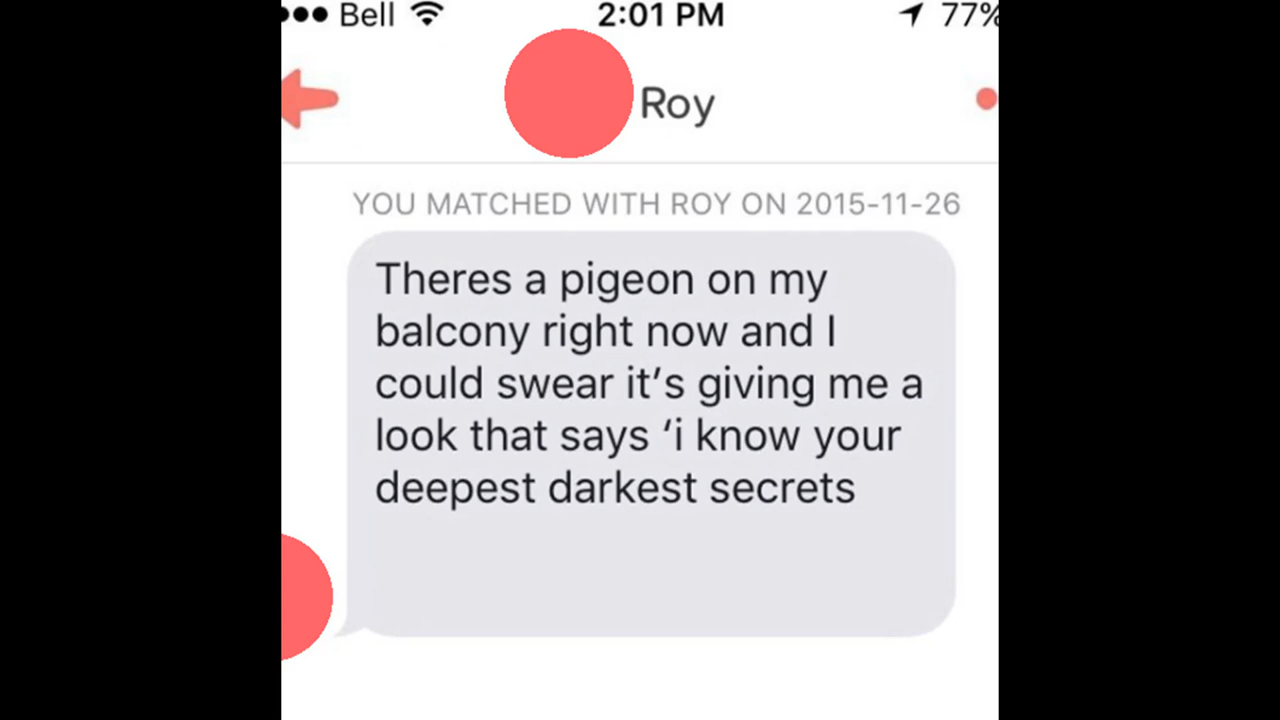 Bell 2:01 PM 77%
Roy
YOU MATCHED WITH ROY ON 2015-11-26
Theres a pigeon on my
balcony right now and I
could swear it’s giving me a
look that says ‘i know your
deepest darkest secrets